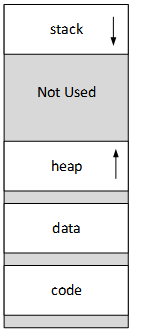 stack
Not Used
heap
data
code